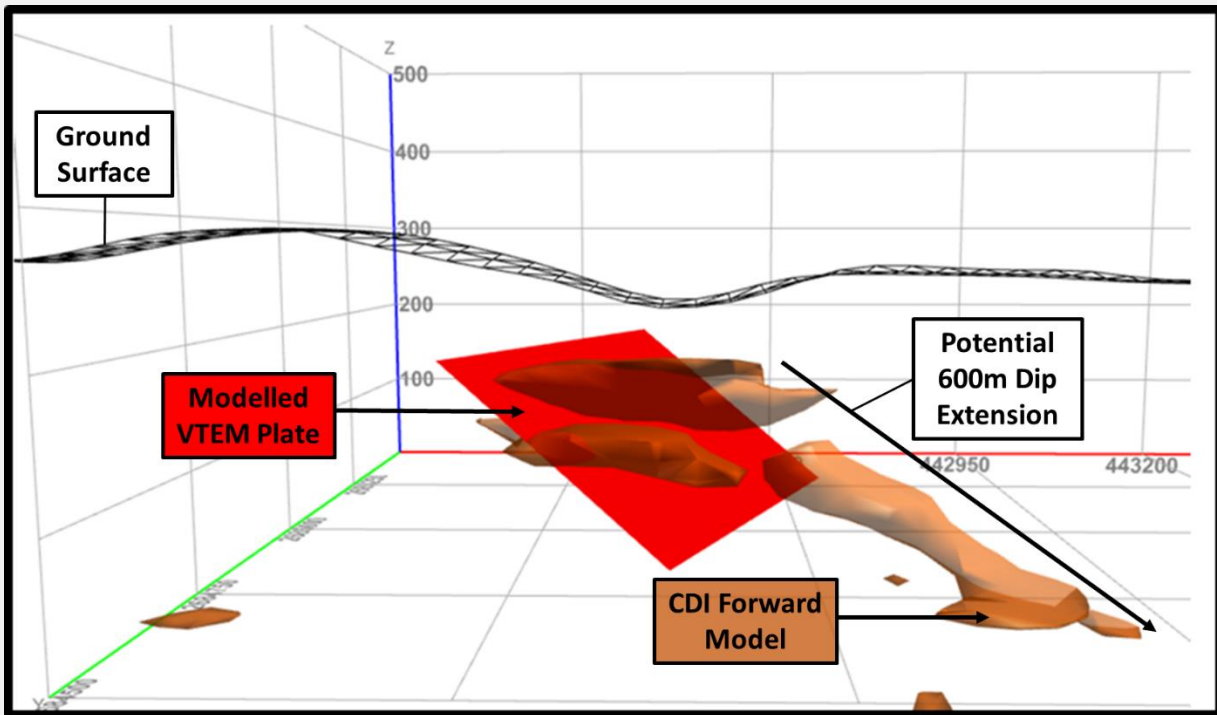 Z
500
400
Ground
Surface
300
200
Potential
600m Dip
Extension
100
Modelled
VTEM Plate
442950
443200
CDI Forward
Model